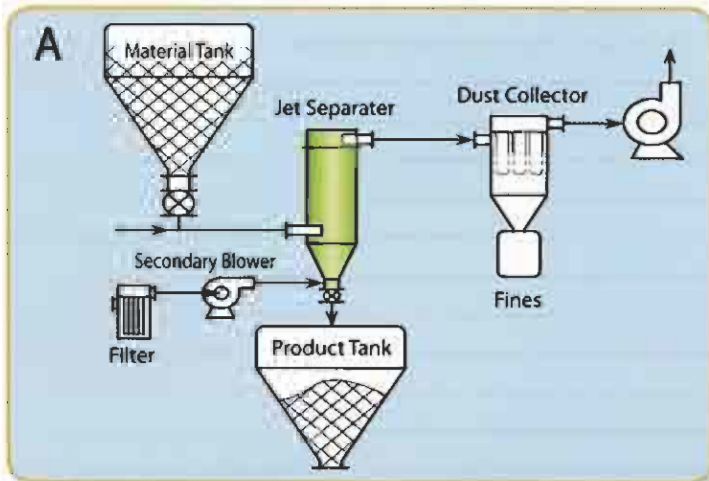 A
Material Tank
Jet Separater
Dust Collector
Secondary Blower
Filter
Fines
Product Tank